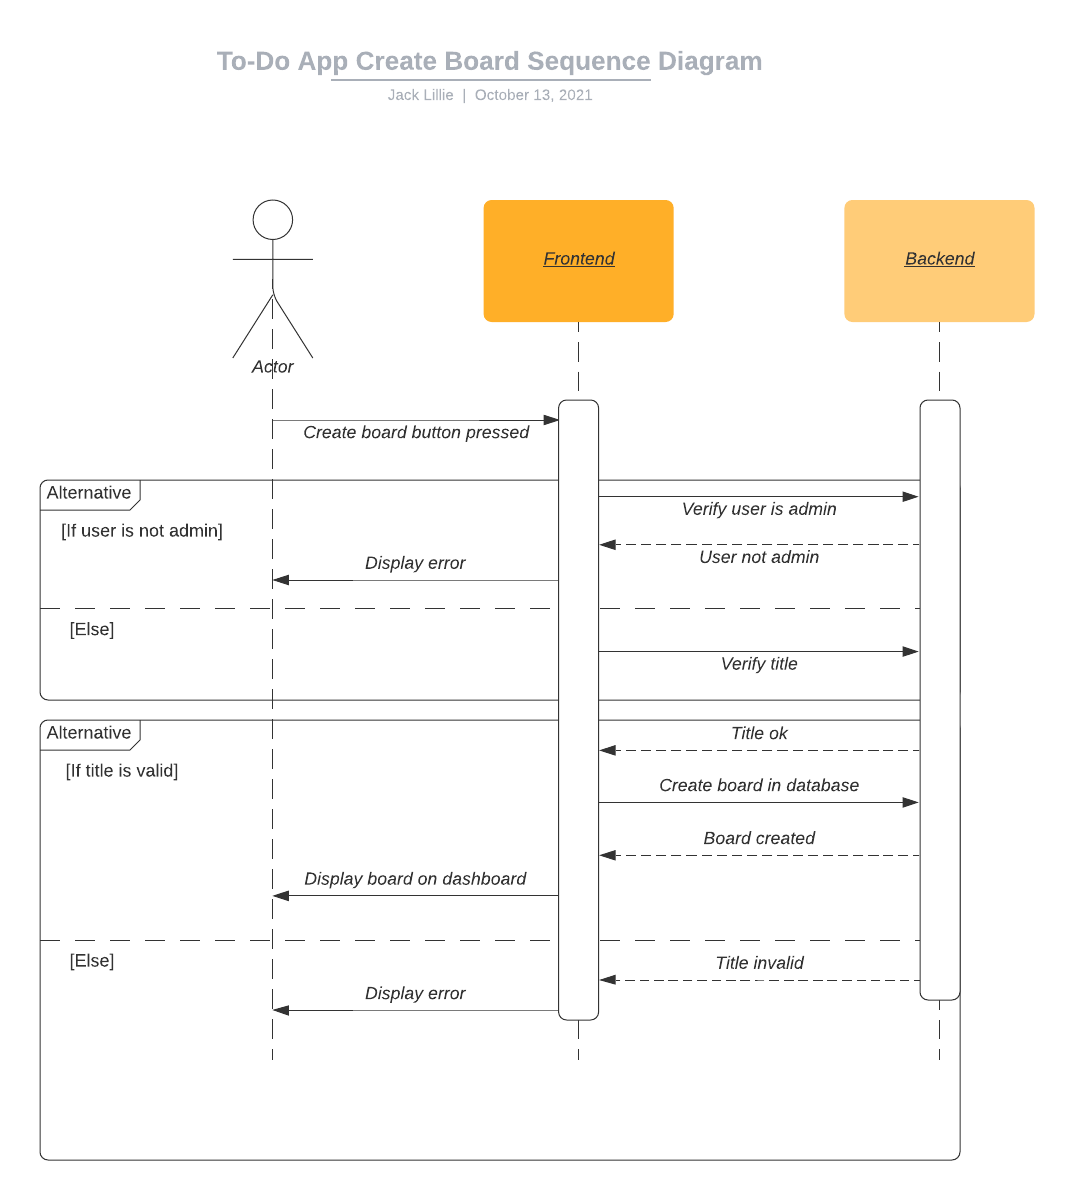 To-Do App Create Board Sequence Diagram
Jack Lillie | October 13, 2021
Actor
Frontend
Backend
Create board button pressed
Alternative
[If user is not admin]
Verify user is admin
User not admin
Display error
[Else]
Verify title
Alternative
[If title is valid]
Title ok
Create board in database
Board created
Display board on dashboard
[Else]
Title invalid
Display error